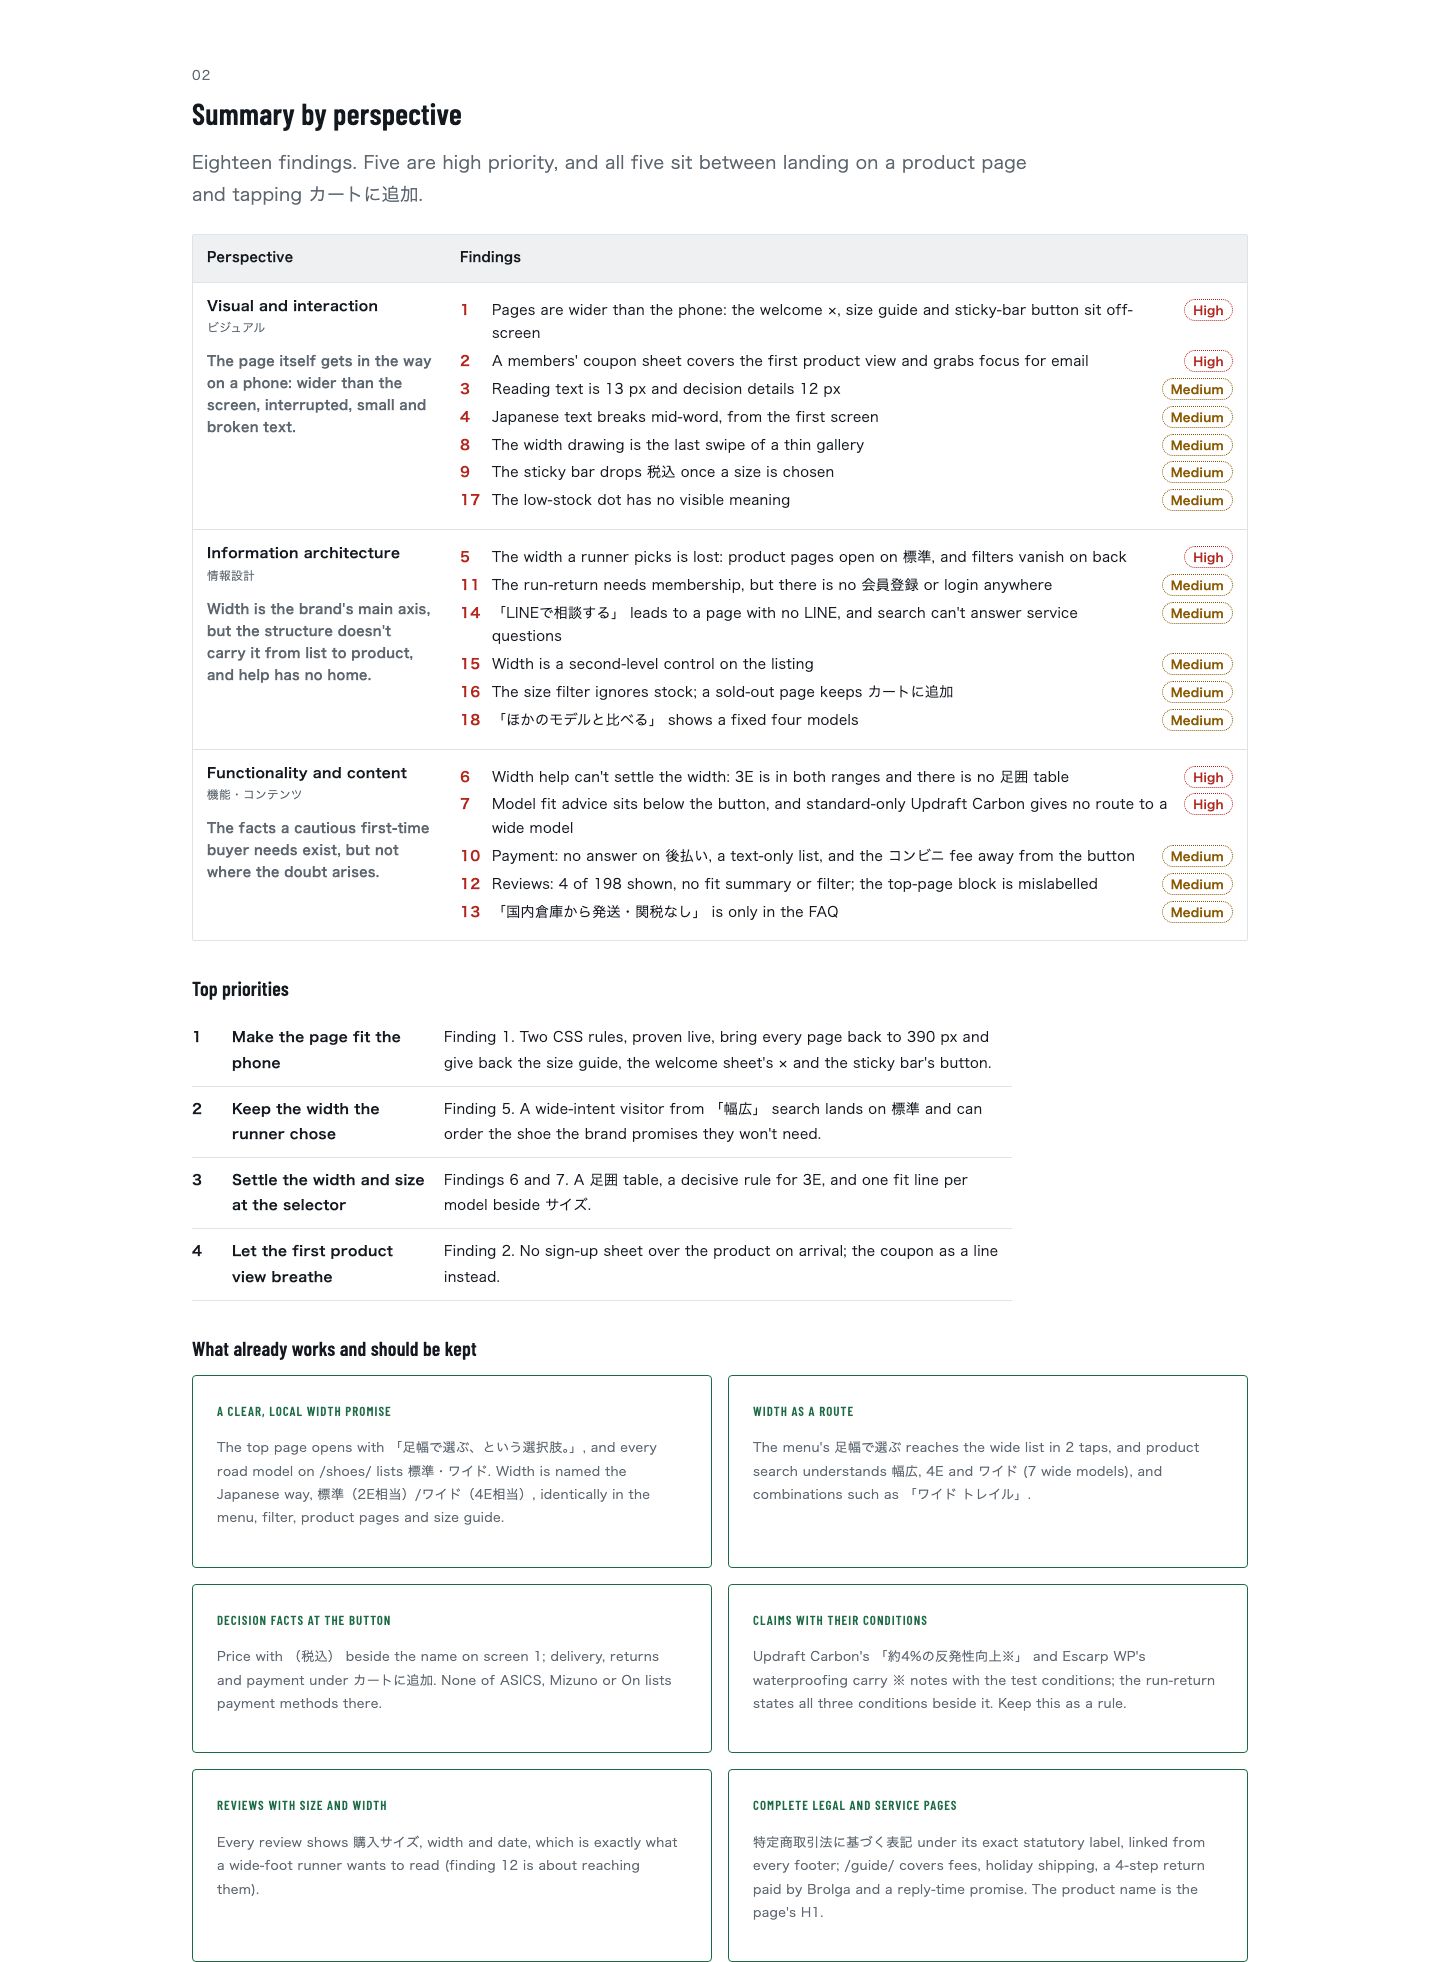 02
Summary by perspective
Eighteen findings. Five are high priority, and all five sit between landing on a product page
and tapping カートに追加.
Perspective
Findings
Visual and interaction
ビジュアル
The page itself gets in the way
on a phone: wider than the
screen, interrupted, small and
broken text.
1 Pages are wider than the phone: the welcome ×, size guide and sticky-bar button sit off- High
screen
2 A members' coupon sheet covers the first product view and grabs focus for email High
3 Reading text is 13 px and decision details 12 px Medium
4 Japanese text breaks mid-word, from the first screen Medium
8 The width drawing is the last swipe of a thin gallery Medium
9 The sticky bar drops 税込 once a size is chosen Medium
17 The low-stock dot has no visible meaning Medium
Information architecture
情報設計
Width is the brand's main axis,
but the structure doesn't
carry it from list to product,
and help has no home.
5 The width a runner picks is lost: product pages open on 標準, and filters vanish on back High
11 The run-return needs membership, but there is no 会員登録 or login anywhere Medium
14 「LINEで相談する」 leads to a page with no LINE, and search can't answer service Medium
questions
15 Width is a second-level control on the listing Medium
16 The size filter ignores stock; a sold-out page keeps カートに追加 Medium
18 「ほかのモデルと比べる」 shows a fixed four models Medium
Functionality and content
機能・コンテンツ
The facts a cautious first-time
buyer needs exist, but not
where the doubt arises.
6 Width help can't settle the width: 3E is in both ranges and there is no 足囲 table High
7 Model fit advice sits below the button, and standard-only Updraft Carbon gives no route to a High
wide model
10 Payment: no answer on 後払い, a text-only list, and the コンビニ fee away from the button Medium
12 Reviews: 4 of 198 shown, no fit summary or filter; the top-page block is mislabelled Medium
13 「国内倉庫から発送・関税なし」 is only in the FAQ Medium
Top priorities
1 Make the page fit the
phone
Finding 1. Two CSS rules, proven live, bring every page back to 390 px and
give back the size guide, the welcome sheet's × and the sticky bar's button.
2 Keep the width the
runner chose
Finding 5. A wide-intent visitor from 「幅広」 search lands on 標準 and can
order the shoe the brand promises they won't need.
3 Settle the width and size
at the selector
Findings 6 and 7. A 足囲 table, a decisive rule for 3E, and one fit line per
model beside サイズ.
4 Let the first product
view breathe
Finding 2. No sign-up sheet over the product on arrival; the coupon as a line
instead.
What already works and should be kept
A CLEAR, LOCAL WIDTH PROMISE
The top page opens with 「足幅で選ぶ、という選択肢。」, and every
road model on /shoes/ lists 標準・ワイド. Width is named the
Japanese way, 標準（2E相当）/ワイド（4E相当）, identically in the
menu, filter, product pages and size guide.
WIDTH AS A ROUTE
The menu's 足幅で選ぶ reaches the wide list in 2 taps, and product
search understands 幅広, 4E and ワイド (7 wide models), and
combinations such as 「ワイド トレイル」.
DECISION FACTS AT THE BUTTON
Price with （税込） beside the name on screen 1; delivery, returns
and payment under カートに追加. None of ASICS, Mizuno or On lists
payment methods there.
CLAIMS WITH THEIR CONDITIONS
Updraft Carbon's 「約4%の反発性向上※」 and Escarp WP's
waterproofing carry ※ notes with the test conditions; the run-return
states all three conditions beside it. Keep this as a rule.
REVIEWS WITH SIZE AND WIDTH
Every review shows 購入サイズ, width and date, which is exactly what
a wide-foot runner wants to read (finding 12 is about reaching
them).
COMPLETE LEGAL AND SERVICE PAGES
特定商取引法に基づく表記 under its exact statutory label, linked from
every footer; /guide/ covers fees, holiday shipping, a 4-step return
paid by Brolga and a reply-time promise. The product name is the
page's H1.